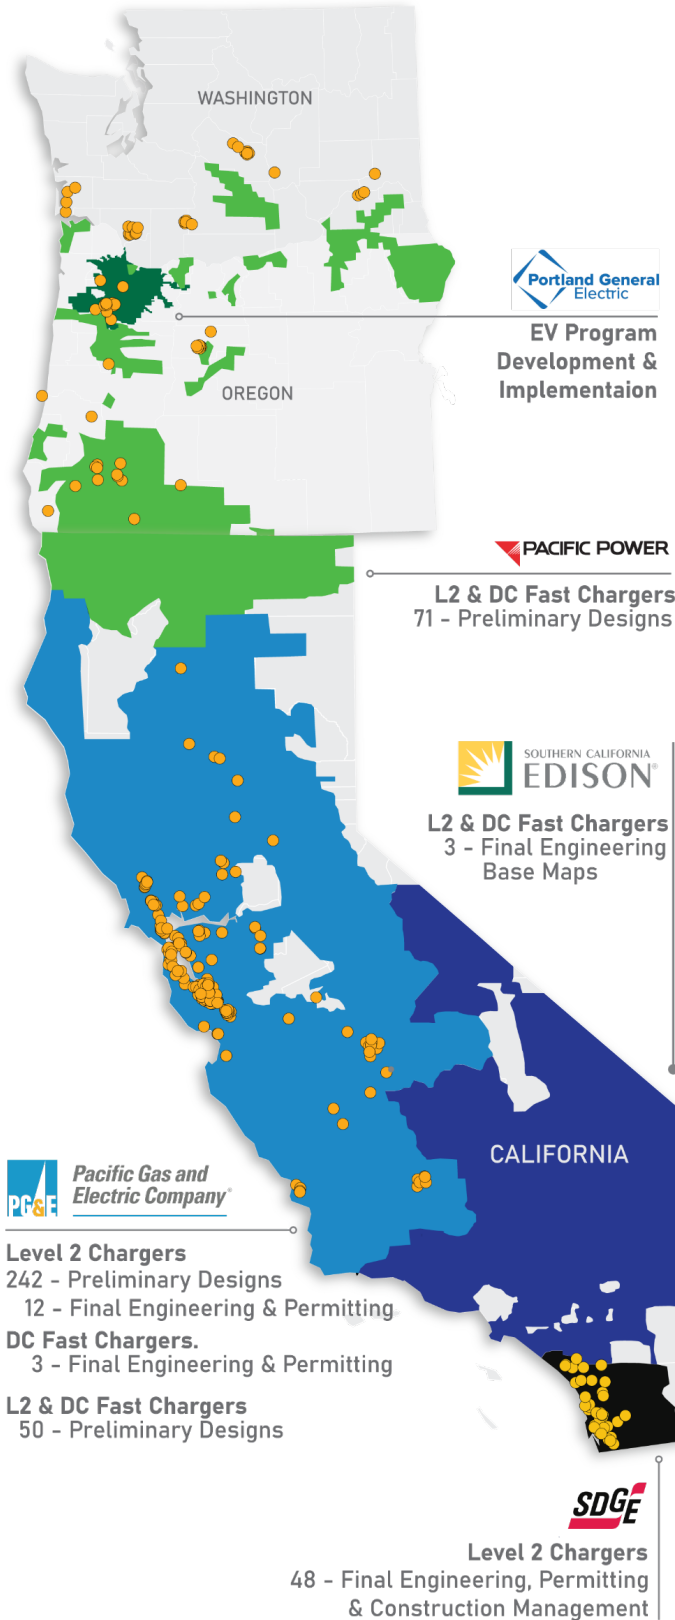 WASHINGTON
Portland General
Electric
EV Program
Development &
Implementaion
OREGON
PACIFIC POWER
L2 & DC Fast Chargers
71 - Preliminary Designs
SOUTHERN CALIFORNIA
EDISON®
L2 & DC Fast Chargers
3 - Final Engineering
Base Maps
CALIFORNIA
PG&E
Pacific Gas and
Electric Company®
Level 2 Chargers
242 - Preliminary Designs
12 - Final Engineering & Permitting
DC Fast Chargers.
3 - Final Engineering & Permitting
L2 & DC Fast Chargers
50 - Preliminary Designs
SDGE
Level 2 Chargers
48 - Final Engineering, Permitting
& Construction Management